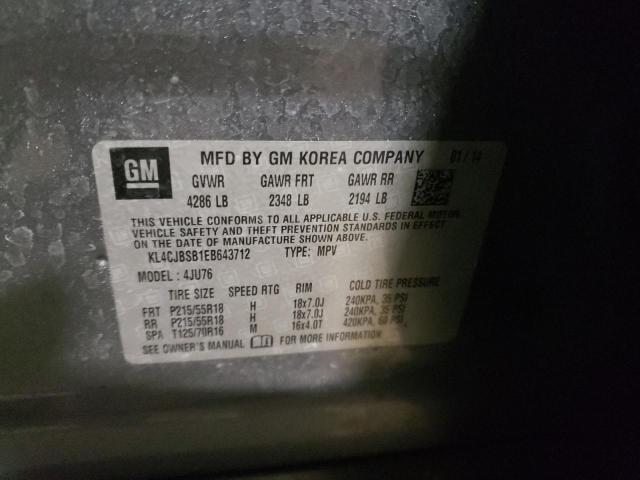 GM MFD BY GM KOREA COMPANY 01 / 14
GVWR GAWR FRT GAWR RR
4286 LB 2348 LB 2194 LB
THIS VEHICLE CONFORMS TO ALL APPLICABLE U.S. FEDERAL MOTOR
VEHICLE SAFETY AND THEFT PREVENTION STANDARDS IN EFFECT ON
THE DATE OF MANUFACTURE SHOWN ABOVE.
KL4CJBSB1EB643712 TYPE: MPV
MODEL: 4JU76
TIRE SIZE SPEED RTG RIM COLD TIRE PRESSURE
FRT P215/55R18 H 18x7.0J 240KPA, 35 PSI
RR P215/55R18 H 18x7.0J 240KPA, 35 PSI
SPA T125/70R16 M 16x4.0T 420KPA, 60 PSI
SEE OWNER'S MANUAL FOR MORE INFORMATION